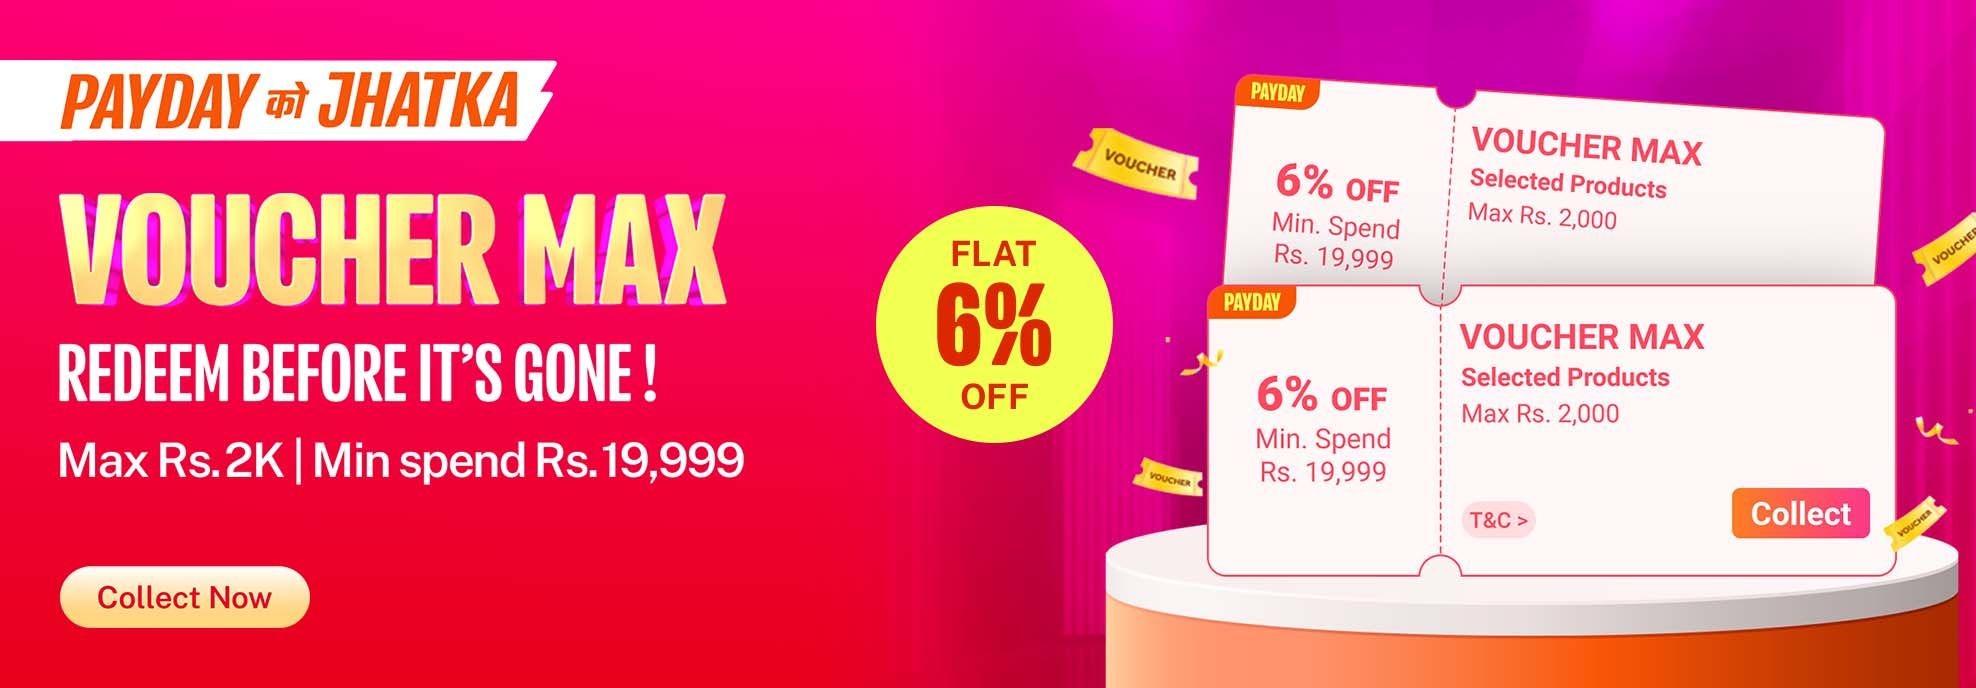 PAYDAY को JHATKA
VOUCHER MAX
REDEEM BEFORE IT'S GONE !
Max Rs. 2K | Min spend Rs. 19,999
Collect Now
FLAT
6%
OFF
VOUCHER
PAYDAY
6% OFF
Min. Spend
Rs. 19,999
VOUCHER MAX
Selected Products
Max Rs. 2,000
VOUCHER
PAYDAY
6% OFF
Min. Spend
Rs. 19,999
VOUCHER MAX
Selected Products
Max Rs. 2,000
T&C >
Collect
VOUCHER
VOUCHER